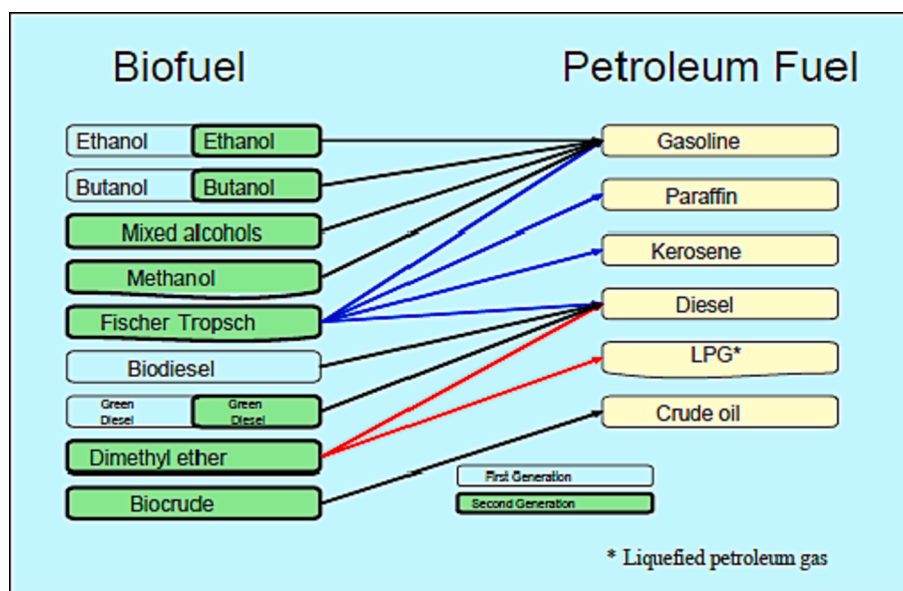 Biofuel
Petroleum Fuel
Ethanol
Ethanol
Butanol
Butanol
Mixed alcohols
Methanol
Fischer Tropsch
Biodiesel
Green
Diesel
Green
Diesel
Dimethyl ether
Biocrude
Gasoline
Paraffin
Kerosene
Diesel
LPG*
Crude oil
First Generation
Second Generation
* Liquefied petroleum gas